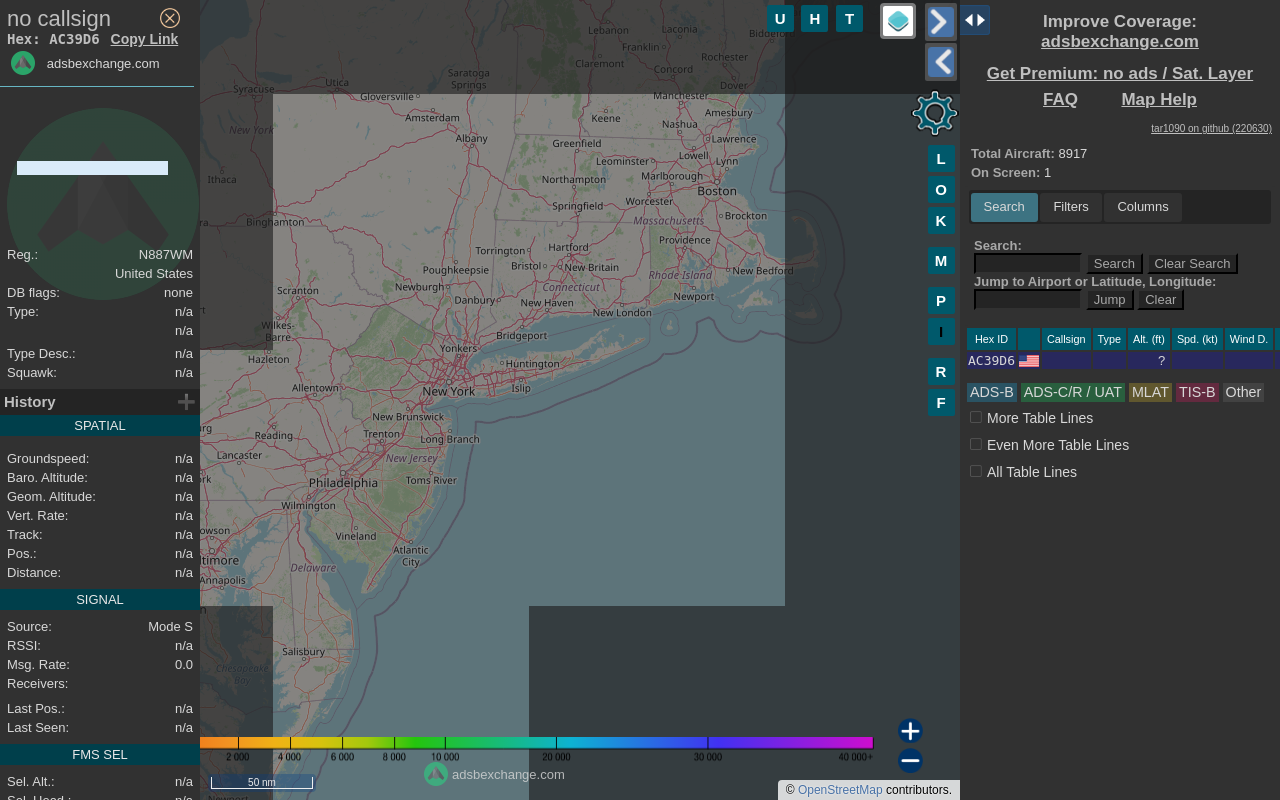 no callsign
Hex: AC39D6 Copy Link
adsbexchange.com
Reg.: N887WM
United States
DB flags: none
Type: n/a
n/a
Type Desc.: n/a
Squawk: n/a
History
SPATIAL
Groundspeed: n/a
Baro. Altitude: n/a
Geom. Altitude: n/a
Vert. Rate: n/a
Track: n/a
Pos.: n/a
Distance: n/a
SIGNAL
Source: Mode S
RSSI: n/a
Msg. Rate: 0.0
Receivers:
Last Pos.: n/a
Last Seen: n/a
FMS SEL
Sel. Alt.: n/a
U H T
Lebanon
Laconia
Franklin
Claremont
Concord
Rochester
Dover
Utica
Saratoga
Springs
Syracuse
Gloversville
Manchester
Amsterdam
Keene
Amesbury
Nashua
New York
Albany
Greenfield
Lawrence
Lowell
Leominster
Lynn
Ithaca
Northampton
Marlborough
Boston
Worcester
Springfield
Binghamton
Massachusetts
Brockton
Providence
Torrington
Hartford
Poughkeepsie
Bristol
New Britain
Rhode Island
New Bedford
Scranton
Newburgh
Connecticut
Danbury
New Haven
Newport
New London
Wilkes-
Barre
Bridgeport
Hazleton
Yonkers
Huntington
Allentown
New York
Islip
New Brunswick
Reading
Trenton
Long Branch
Lancaster
New Jersey
Philadelphia
Toms River
Wilmington
Vineland
Atlantic
City
Delaware
Annapolis
Salisbury
Chesapeake
L
O
K
M
P
I
R
F
2 000 4 000 6 000 8 000 10 000 20 000 30 000 40 000+
adsbexchange.com
50 nm
© OpenStreetMap contributors.
Improve Coverage:
adsbexchange.com
Get Premium: no ads / Sat. Layer
FAQ Map Help
tar1090 on github (220630)
Total Aircraft: 8917
On Screen: 1
Search Filters Columns
Search:
Search Clear Search
Jump to Airport or Latitude, Longitude:
Jump Clear
Hex ID Callsign Type Alt. (ft) Spd. (kt) Wind D.
AC39D6 ?
ADS-B ADS-C/R / UAT MLAT TIS-B Other
More Table Lines
Even More Table Lines
All Table Lines